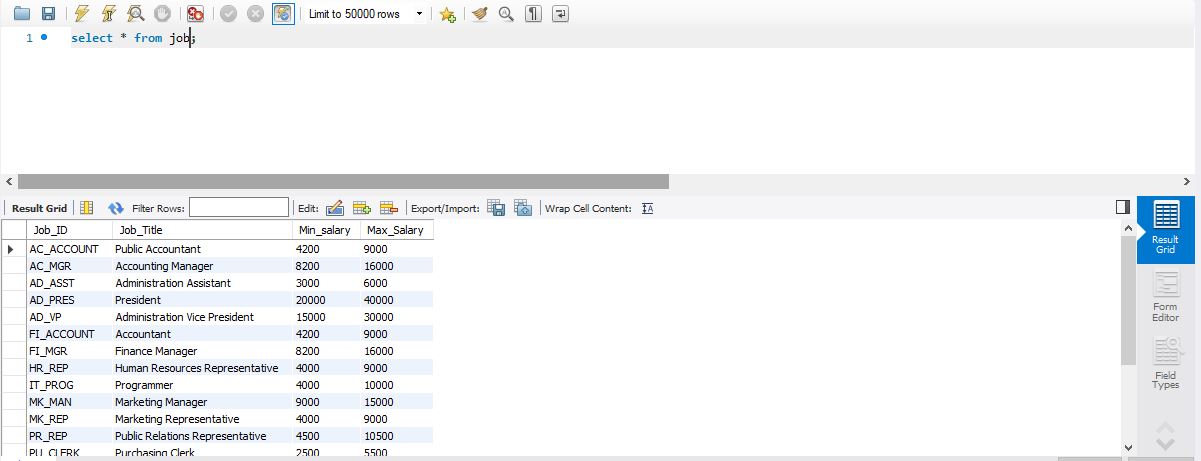 Limit to 50000 rows
1 select * from job;
Result Grid Filter Rows: Edit: Export/Import: Wrap Cell Content:
Job_ID Job_Title Min_salary Max_Salary
AC_ACCOUNT Public Accountant 4200 9000
AC_MGR Accounting Manager 8200 16000
AD_ASST Administration Assistant 3000 6000
AD_PRES President 20000 40000
AD_VP Administration Vice President 15000 30000
FI_ACCOUNT Accountant 4200 9000
FI_MGR Finance Manager 8200 16000
HR_REP Human Resources Representative 4000 9000
IT_PROG Programmer 4000 10000
MK_MAN Marketing Manager 9000 15000
MK_REP Marketing Representative 4000 9000
PR_REP Public Relations Representative 4500 10500
PU_CLERK Purchasing Clerk 2500 5500
Result
Grid
Form
Editor
Field
Types